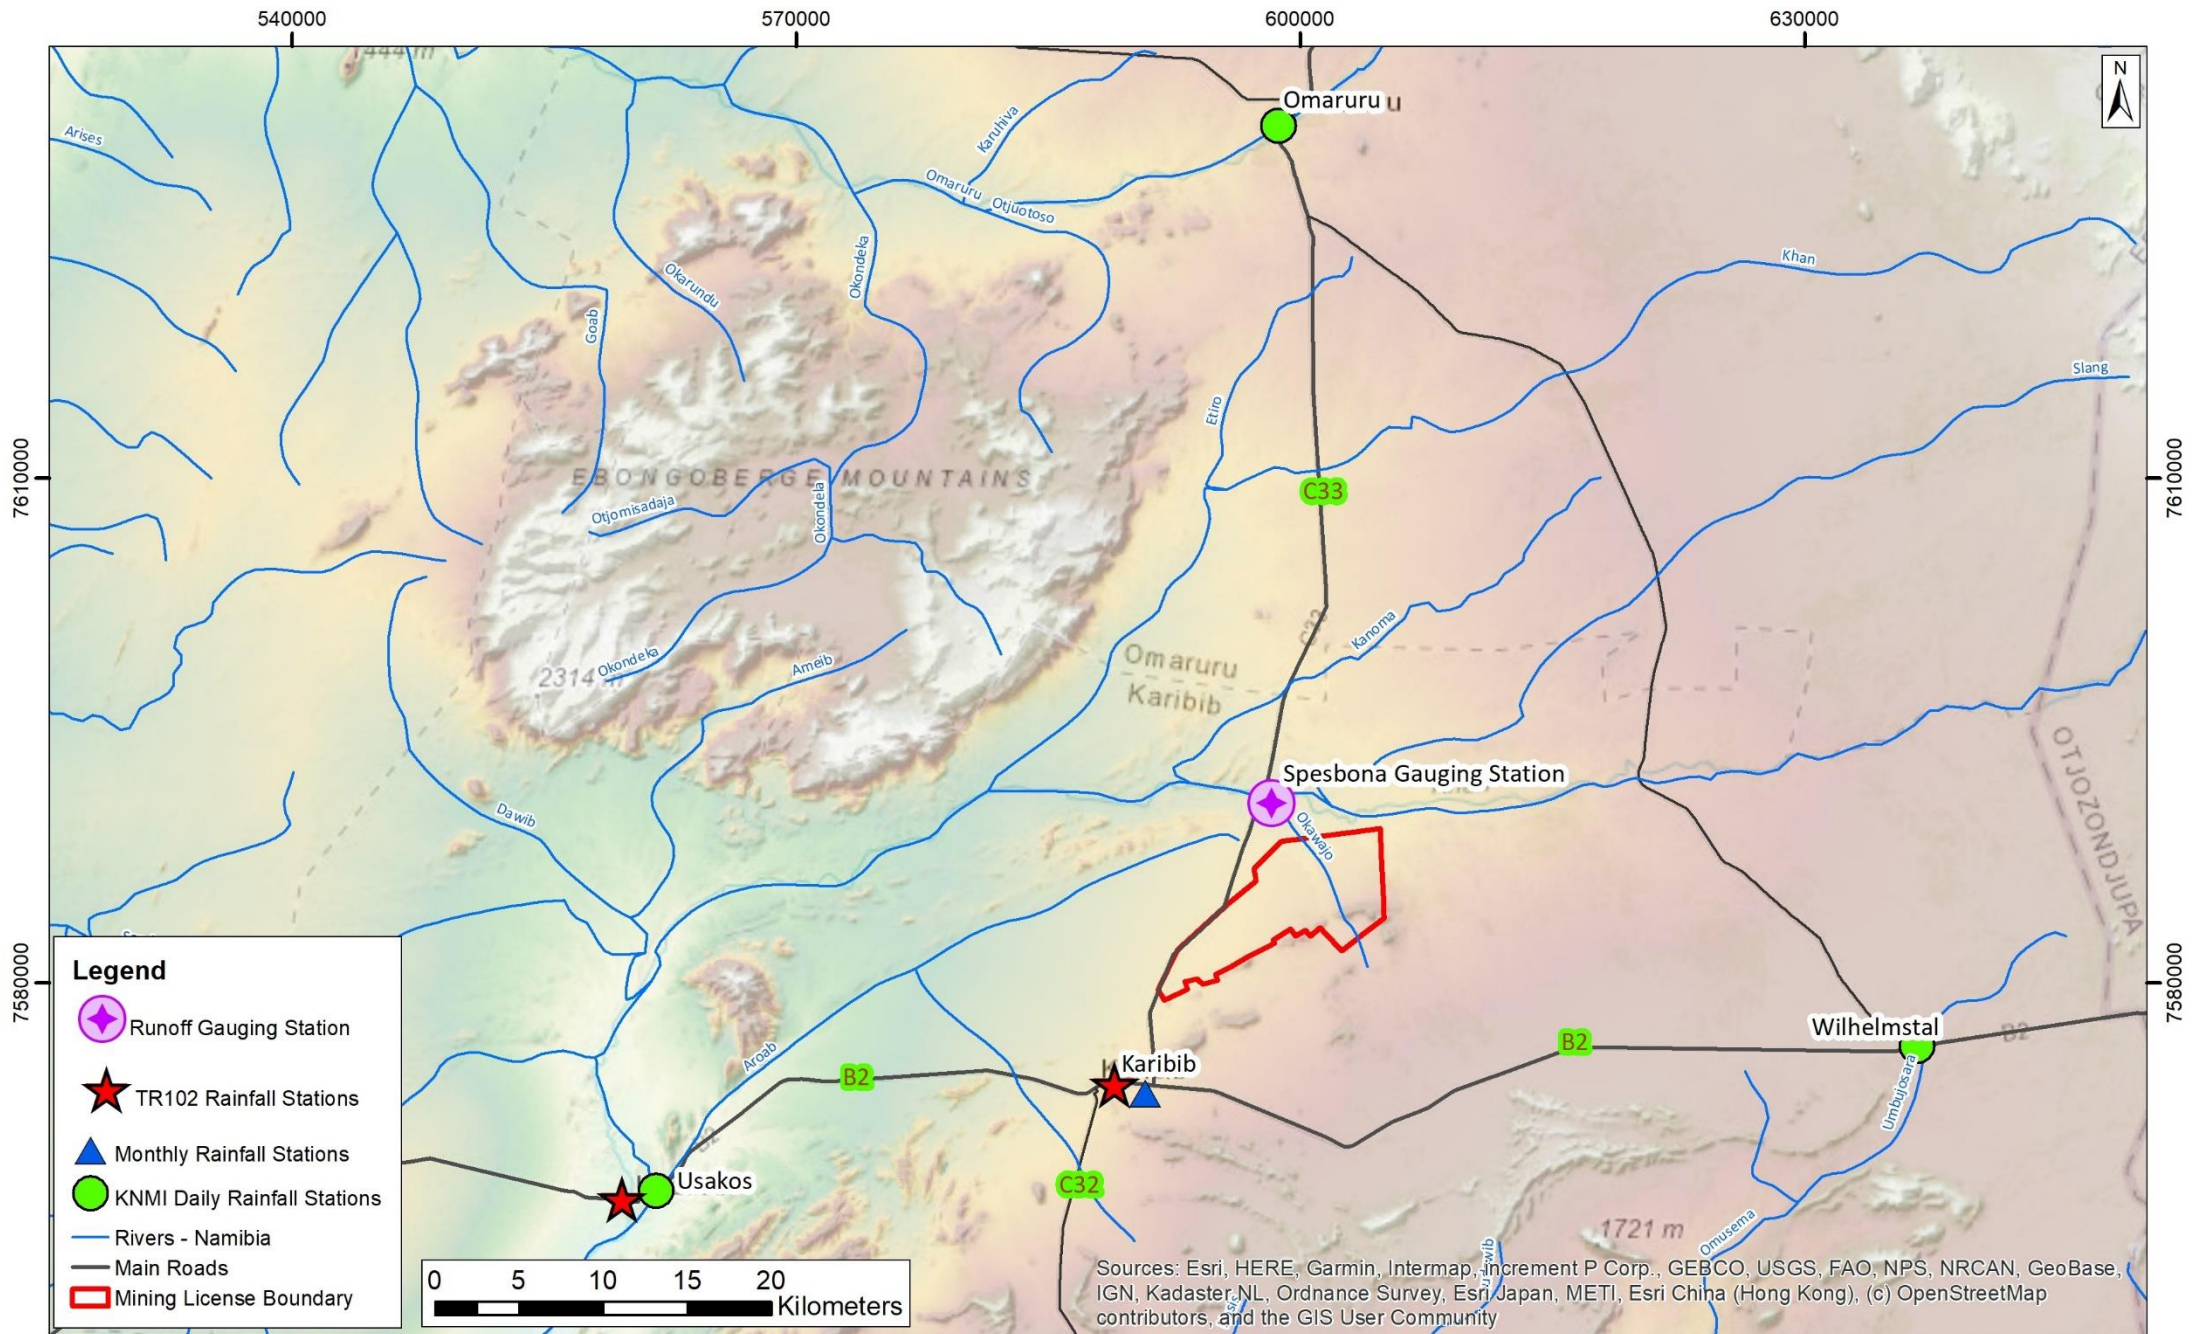 540000
570000
600000
630000
1444 m
N
Omaruru
Arises
Karuhiva
Omaruru
Otjuotoso
Okondeka
Khan
Okarundu
Goab
Slang
Etiro
7610000
7610000
EBONGOBERGE MOUNTAINS
C33
Otjomisadaja
Okondela
C33
Kanoma
Omaruru
Karibib
Okondeka
Ameib
2314 m
OTJOZONDJUPA
Spesbona Gauging Station
Dawib
Okawajo
7580000
7580000
Wilhelmstal
B2
B2
Karibib
Aroab
B2
Umbujosara
B2
Usakos
C32
Omusema
1721 m
Legend
Runoff Gauging Station
TR102 Rainfall Stations
Monthly Rainfall Stations
KNMI Daily Rainfall Stations
Rivers - Namibia
Main Roads
Mining License Boundary
0 5 10 15 20
Kilometers
Sources: Esri, HERE, Garmin, Intermap, increment P Corp., GEBCO, USGS, FAO, NPS, NRCAN, GeoBase,
IGN, Kadaster NL, Ordnance Survey, Esri Japan, METI, Esri China (Hong Kong), (c) OpenStreetMap
contributors, and the GIS User Community